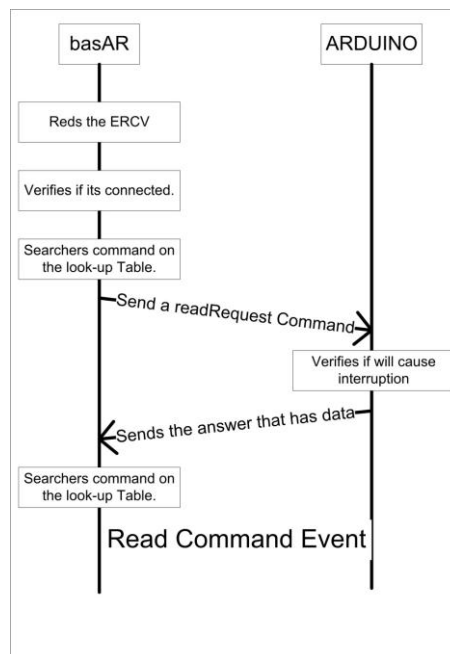 basAR
ARDUINO
Reds the ERCV
Verifies if its connected.
Searchers command on
the look-up Table.
Send a readRequest Command
Verifies if will cause
interruption
Sends the answer that has data
Searchers command on
the look-up Table.
Read Command Event